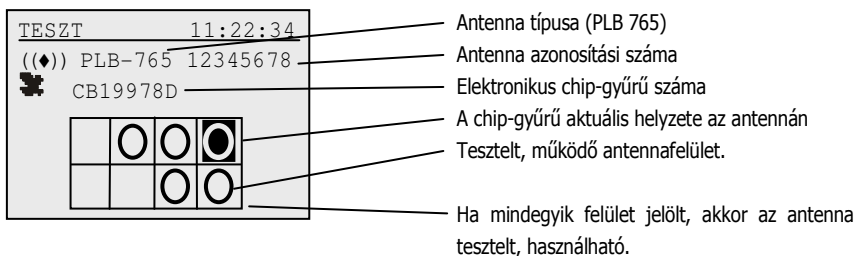 TESZT 11:22:34
((♦)) PLB-765 12345678
CB19978D
Antenna típusa (PLB 765)
Antenna azonosítási száma
Elektronikus chip-gyűrű száma
A chip-gyűrű aktuális helyzete az antennán
Tesztelt, működő antennafelület.
Ha mindegyik felület jelölt, akkor az antenna
tesztelt, használható.